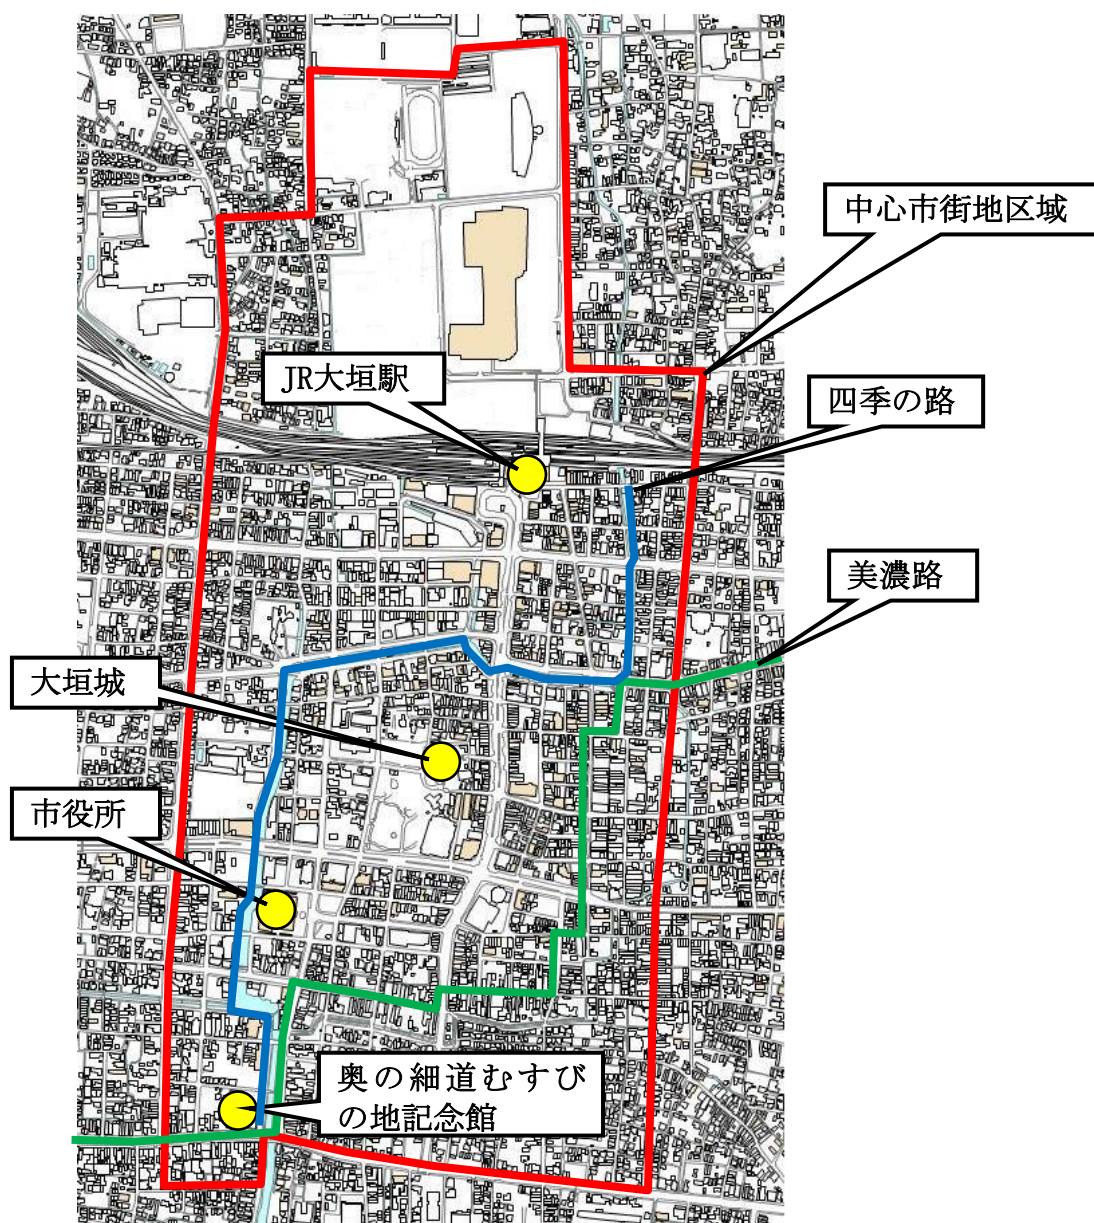 中心市街地区域
JR大垣駅
四季の路
美濃路
大垣城
市役所
奥の細道むすび
の地記念館